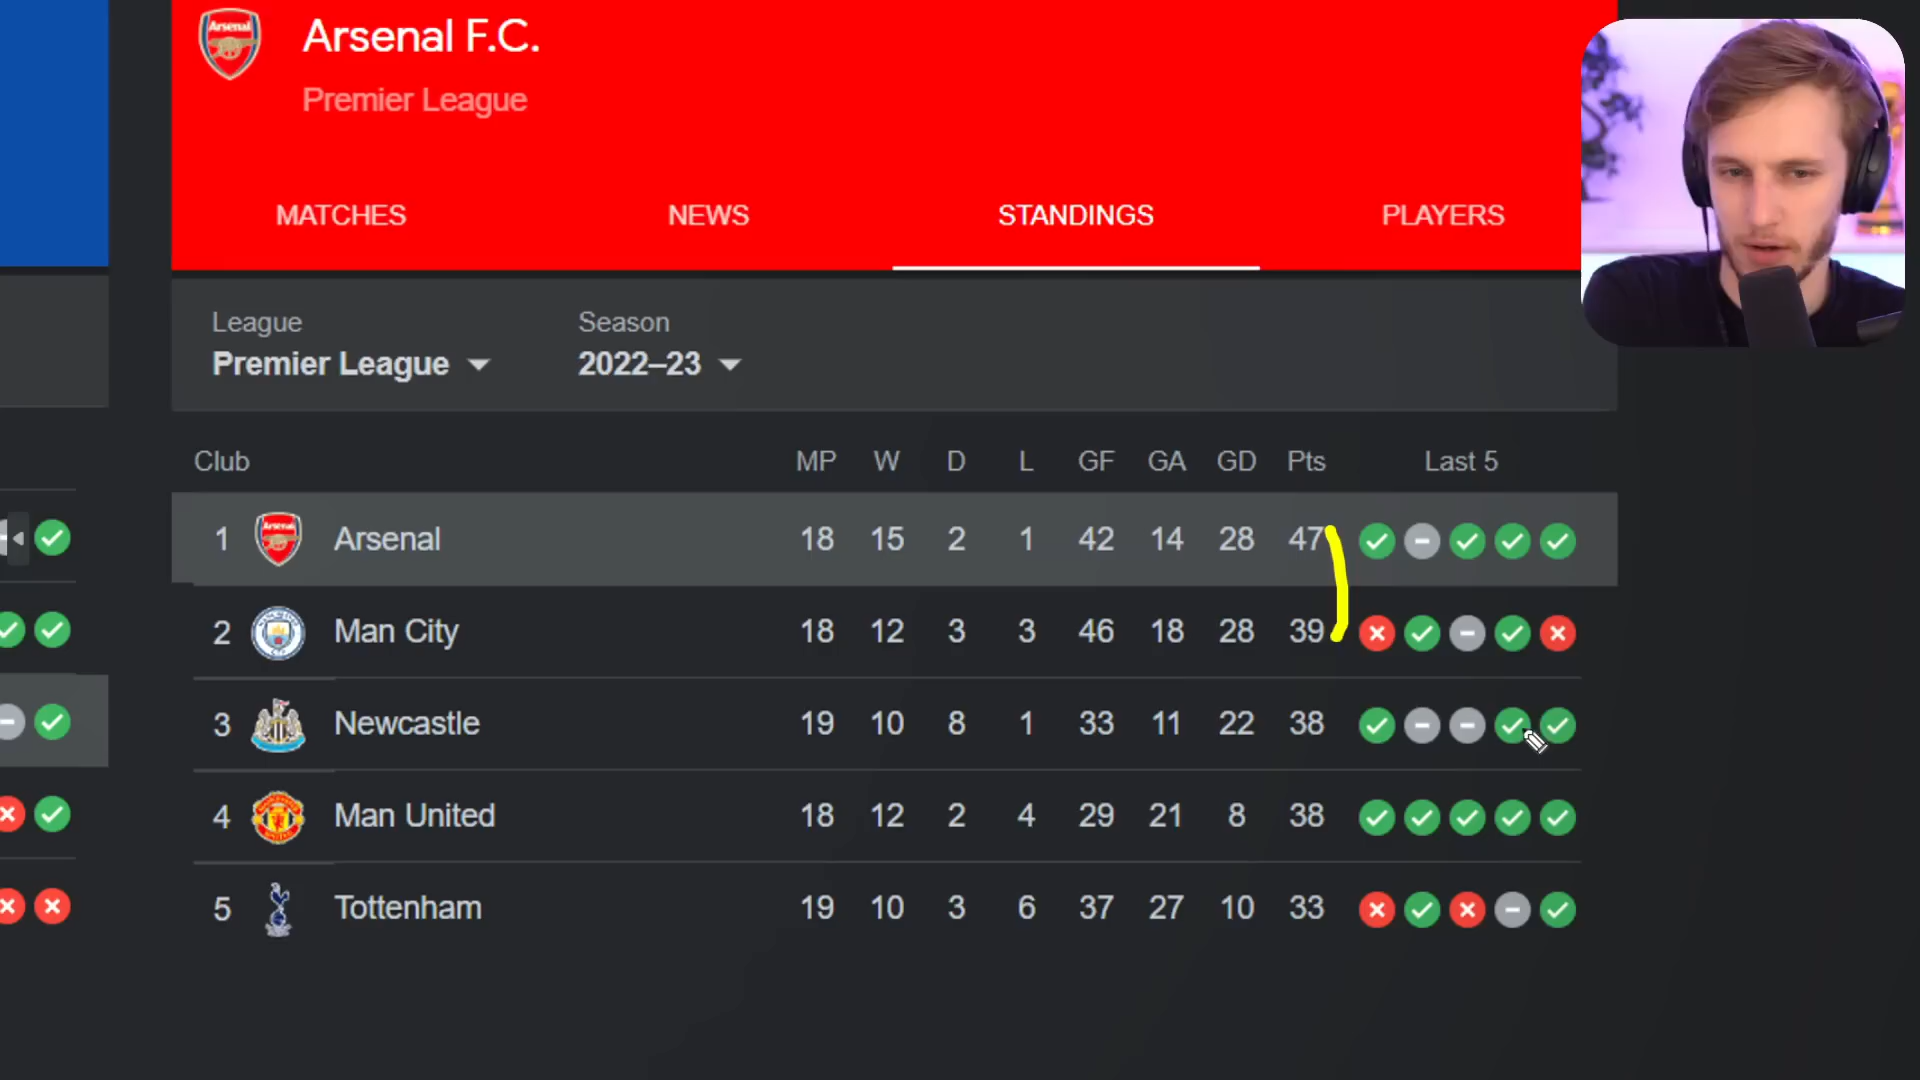 Arsenal F.C.
Premier League
MATCHES NEWS STANDINGS PLAYERS
League Season
Premier League 2022–23
Club MP W D L GF GA GD Pts Last 5
1 Arsenal Arsenal 18 15 2 1 42 14 28 47
2 Man City 18 12 3 3 46 18 28 39
3 Newcastle 19 10 8 1 33 11 22 38
4 Man United 18 12 2 4 29 21 8 38
5 Tottenham 19 10 3 6 37 27 10 33